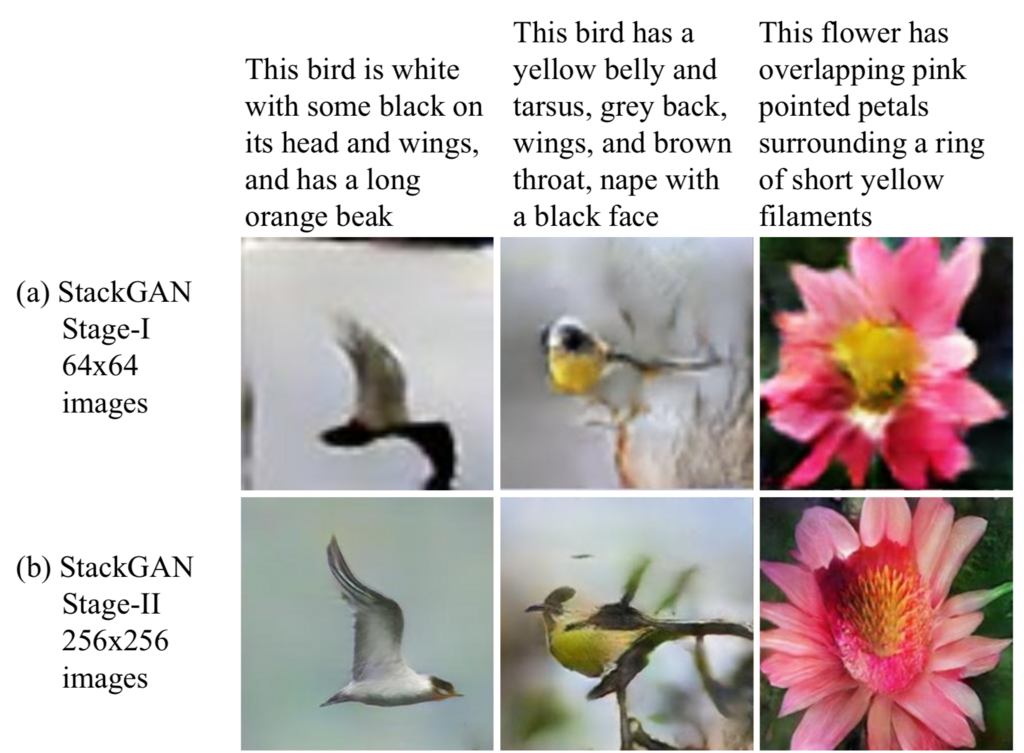 This bird is white
with some black on
its head and wings,
and has a long
orange beak
This bird has a
yellow belly and
tarsus, grey back,
wings, and brown
throat, nape with
a black face
This flower has
overlapping pink
pointed petals
surrounding a ring
of short yellow
filaments
(a) StackGAN
Stage-I
64x64
images
(b) StackGAN
Stage-II
256x256
images